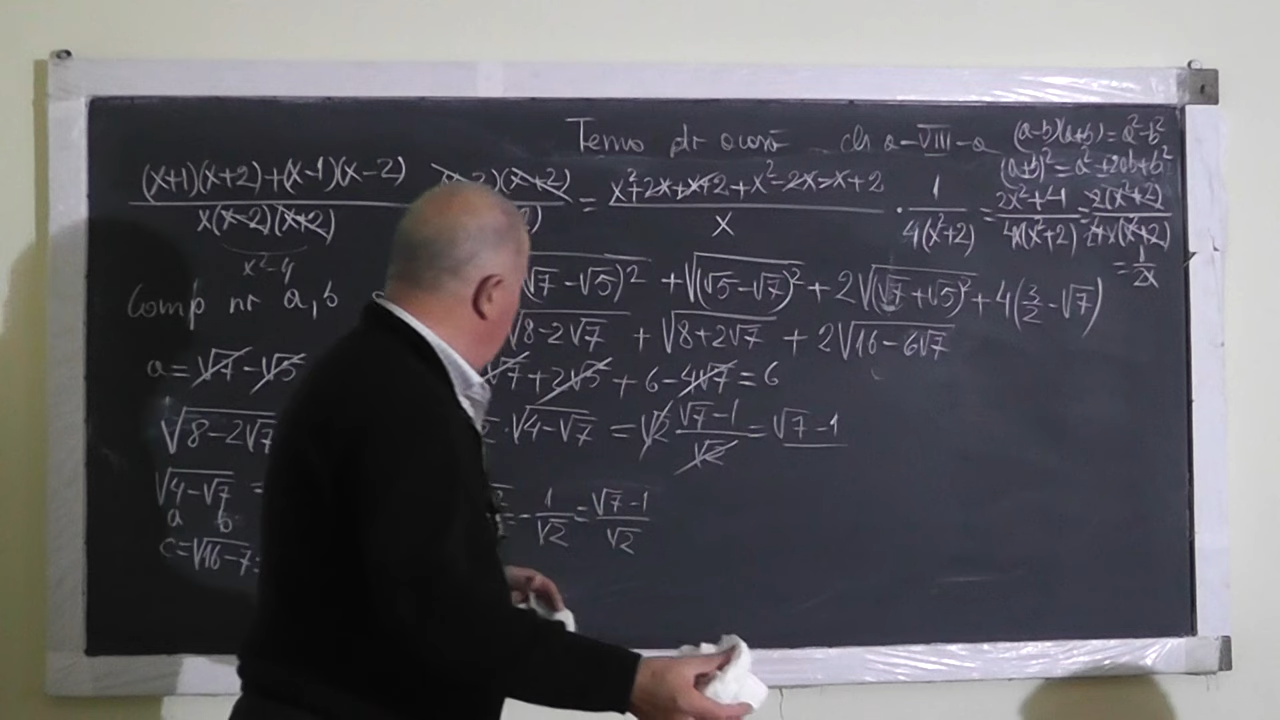 Tema pt acasă cls a-VIII-a
(a-b)(a+b)=a²-b²
(a+b)²=a²+2ab+b²
(x+1)(x+2)+(x-1)(x-2) / x(x-2)(x+2) (x+2) = x²+2x+x+2+x²-2x-x+2 / x · 1 / 4(x²+2) = 2x²+4 / 4x(x²+2) = 2(x²+2) / 4x(x²+2)
x²-4
= 1/2x
Comp nr a,b √7-√5)² + √(√5-√7)² + 2√(√7+√5)² + 4(3/2-√7)
√8-2√7 + √8+2√7 + 2√16-6√7
a=√7-√5 √7+2√5+6-4√7=6
√8-2√7 ·√4-√7 = √2 √7-1/√2 = √7-1
√4-√7 = - 1/√2 = √7-1/√2
a b
c=√16-7=